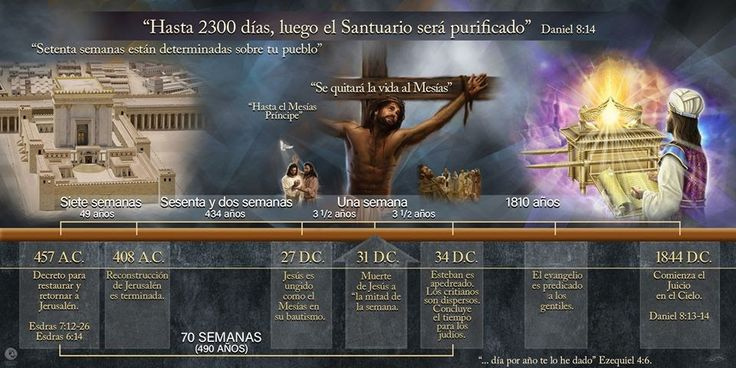 “Hasta 2300 días, luego el Santuario será purificado” Daniel 8:14
“Setenta semanas están determinadas sobre tu pueblo”
“Se quitará la vida al Mesías”
“Hasta el Mesías
Príncipe”
Siete semanas
49 años
Sesenta y dos semanas
434 años
Una semana
3 ½ años 3 ½ años
1810 años
457 A.C.
Decreto para
restaurar y
retornar a
Jerusalén.
Esdras 7:12-26
Esdras 6:14
408 A.C.
Reconstrucción
de Jerusalén
es terminada.
27 D.C.
Jesús es
ungido
como el
Mesías en
su bautismo.
31 D.C.
Muerte
de Jesús a
“la mitad de
la semana.
34 D.C.
Esteban es
apedreado.
Los critianos
son dispersos.
Concluye
el tiempo
para los
judíos.
El evangelio
es predicado
a los
gentiles.
1844 D.C.
Comienza el
Juicio
en el Cielo.
Daniel 8:13-14
70 SEMANAS
(490 AÑOS)
“... día por año te lo he dado” Ezequiel 4:6.